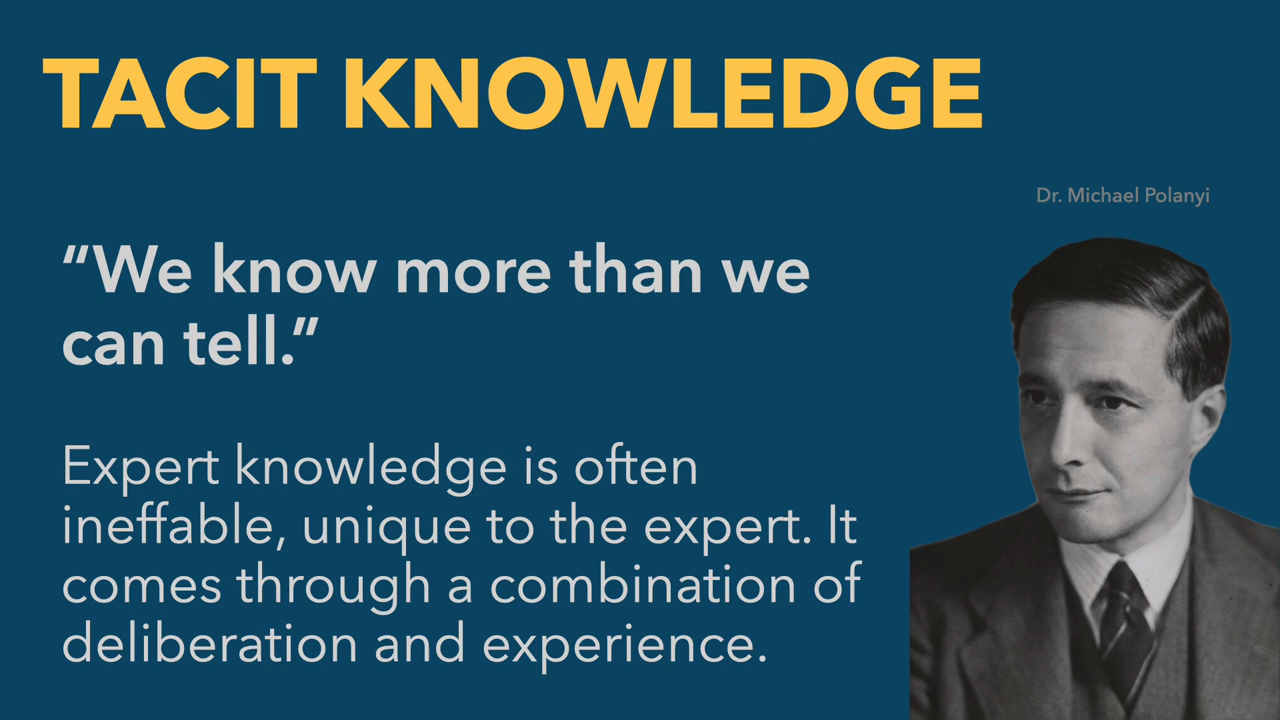 TACIT KNOWLEDGE
Dr. Michael Polanyi
“We know more than we
can tell.”
Expert knowledge is often
ineffable, unique to the expert. It
comes through a combination of
deliberation and experience.